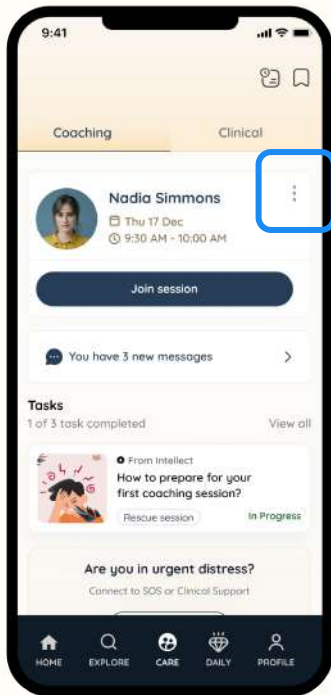 9:41
Coaching
Clinical
Nadia Simmons
Thu 17 Dec
9:30 AM - 10:00 AM
Join session
You have 3 new messages
Tasks
1 of 3 task completed
View all
From Intellect
How to prepare for your
first coaching session?
Rescue session
In Progress
Are you in urgent distress?
Connect to SOS or Clinical Support
HOME
EXPLORE
CARE
DAILY
PROFILE